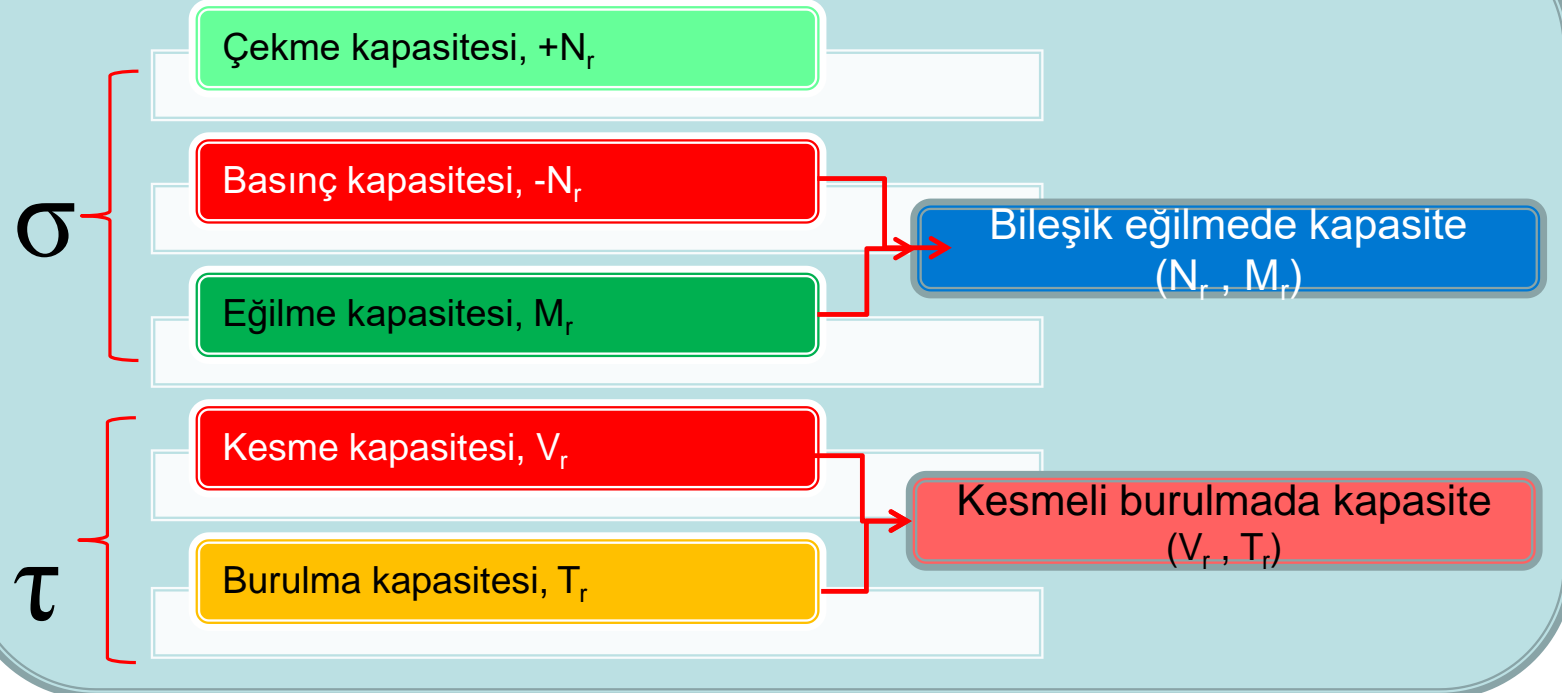 Çekme kapasitesi, +Nr
σ
Basınç kapasitesi, -Nr
Eğilme kapasitesi, Mr
Bileşik eğilmede kapasite
(Nr , Mr)
τ
Kesme kapasitesi, Vr
Burulma kapasitesi, Tr
Kesmeli burulmada kapasite
(Vr , Tr)